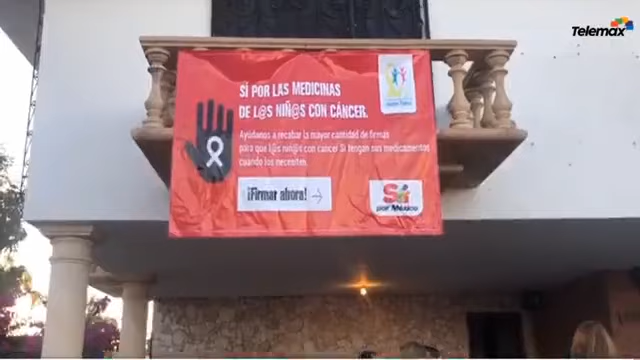 Telemax
SÍ POR LAS MEDICINAS
DE L@S NIÑ@S CON CÁNCER.
Ayúdanos a recabar la mayor cantidad de firmas
para que l@s niñ@s con cáncer Si tengan sus medicamentos
cuando los necesiten.
¡Firmar ahora! →
Sí
por México